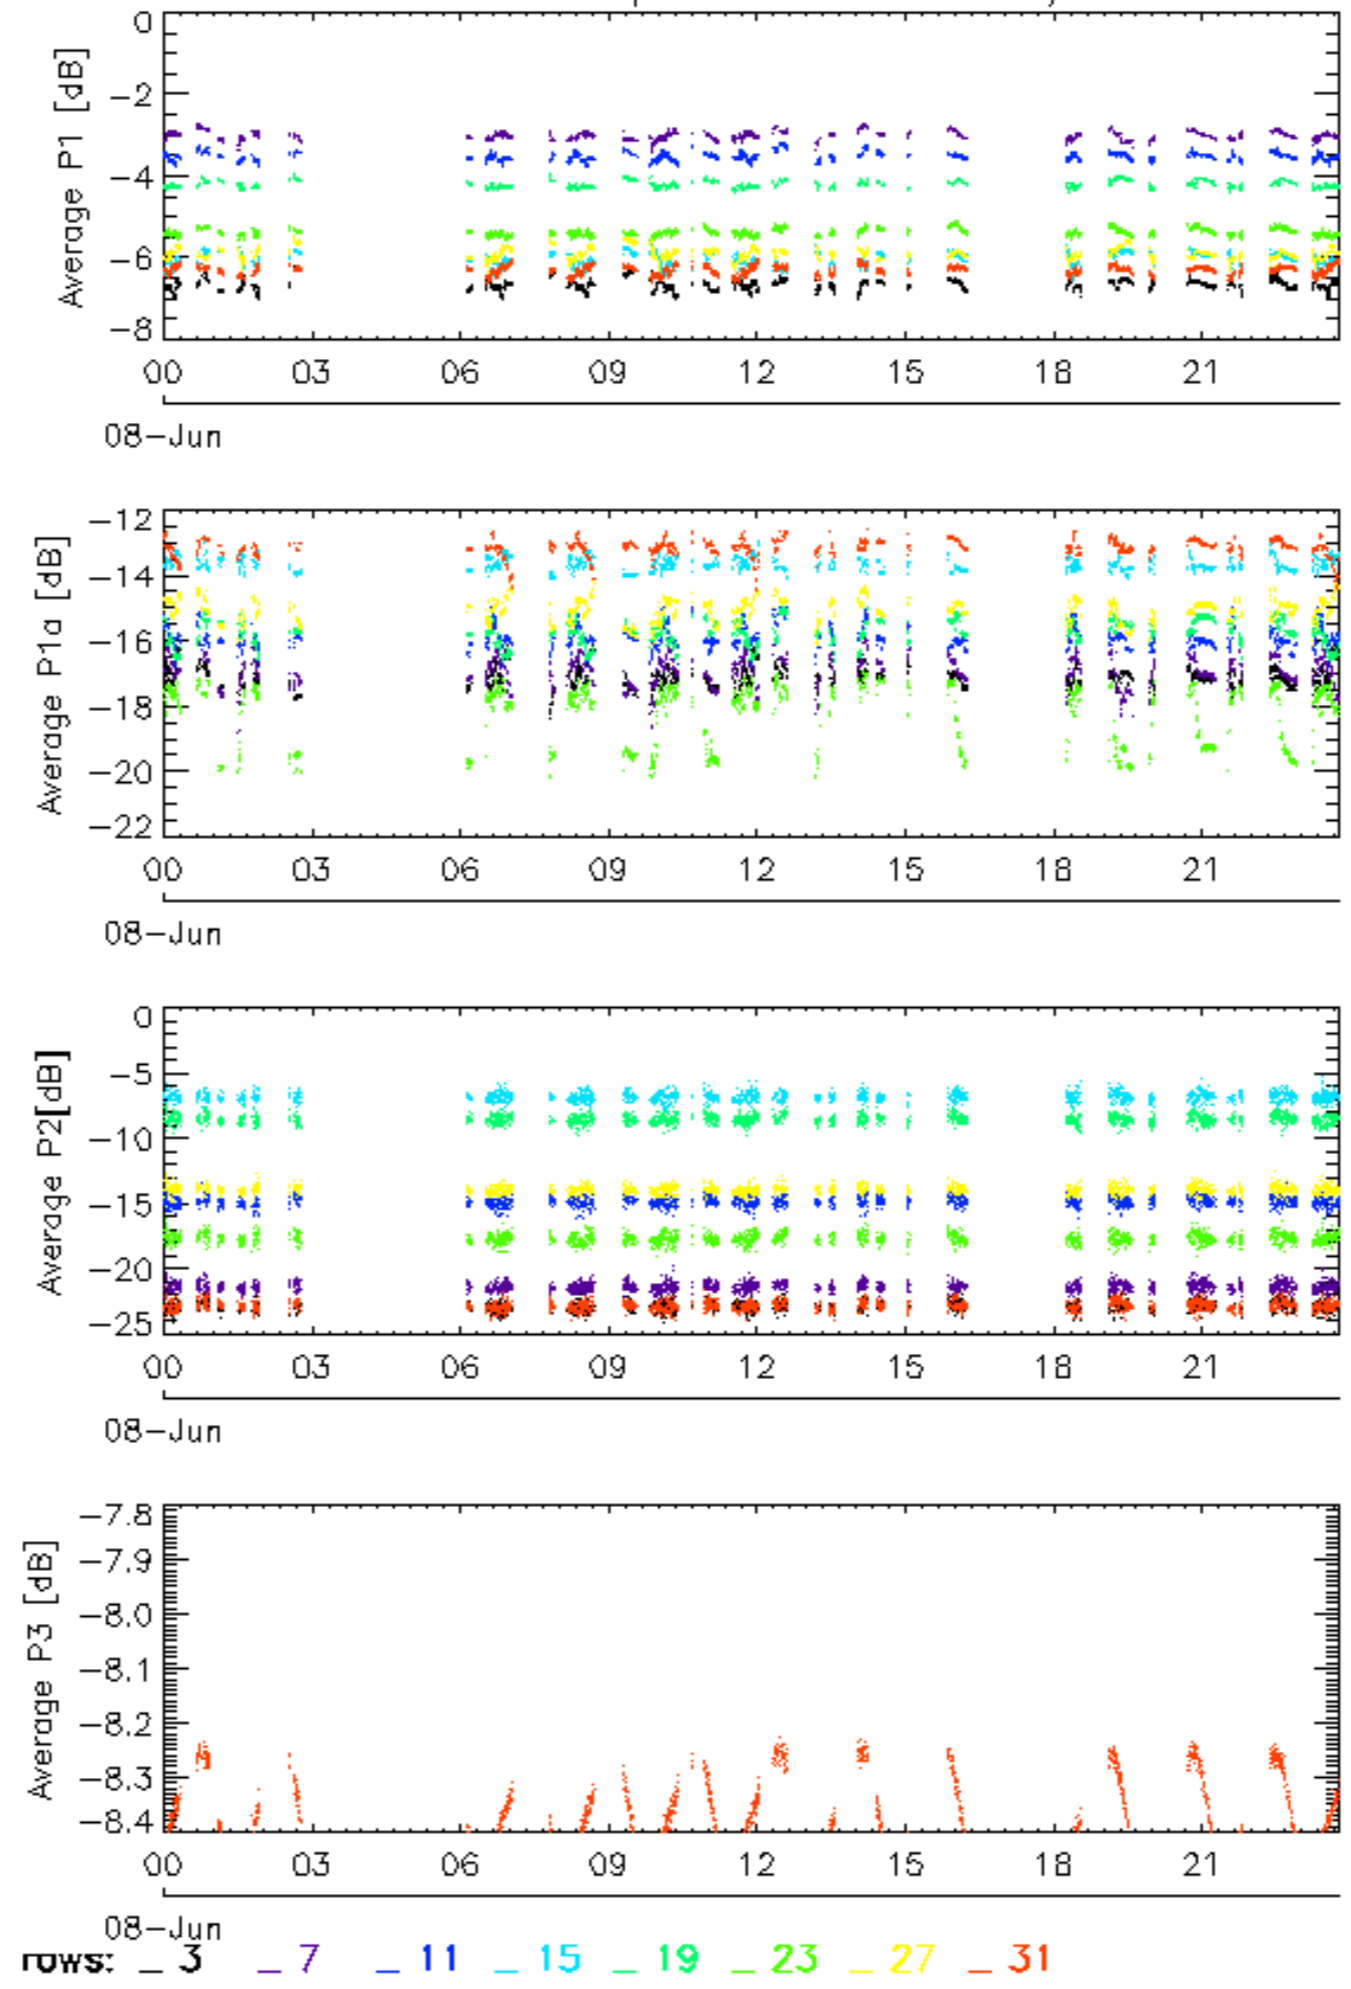 0
−2
−4
−6
−8
Average P1 [dB]
00 03 06 09 12 15 18 21
08−Jun
−12
−14
−16
−18
−20
−22
Average P1a [dB]
00 03 06 09 12 15 18 21
08−Jun
0
−5
−10
−15
−20
−25
Average P2[dB]
00 03 06 09 12 15 18 21
08−Jun
−7.8
−7.9
−8.0
−8.1
−8.2
−8.3
−8.4
Average P3 [dB]
00 03 06 09 12 15 18 21
08−Jun
rows: _ 3 _ 7 _ 11 _ 15 _ 19 _ 23 _ 27 _ 31